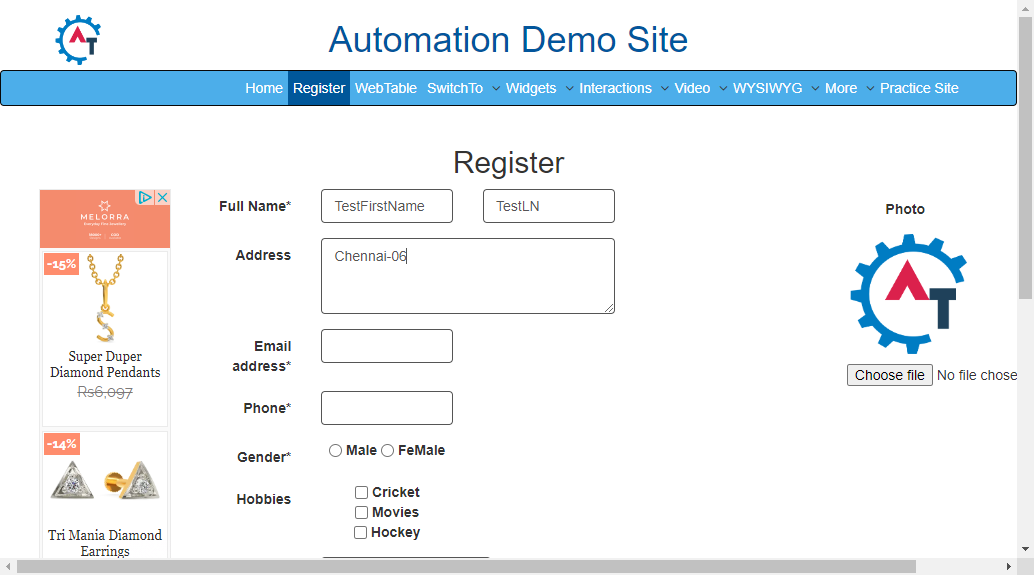 Automation Demo Site
Home Register WebTable SwitchTo Widgets Interactions Video WYSIWYG More Practice Site
Register
MELORRA
-15%
Super Duper
Diamond Pendants
Rs6,097
-14%
Tri Mania Diamond
Earrings
Full Name* TestFirstName TestLN
Address Chennai-06
Email
address*
Phone*
Gender* Male FeMale
Hobbies Cricket
Movies
Hockey
Photo
AT
Choose file No file chose